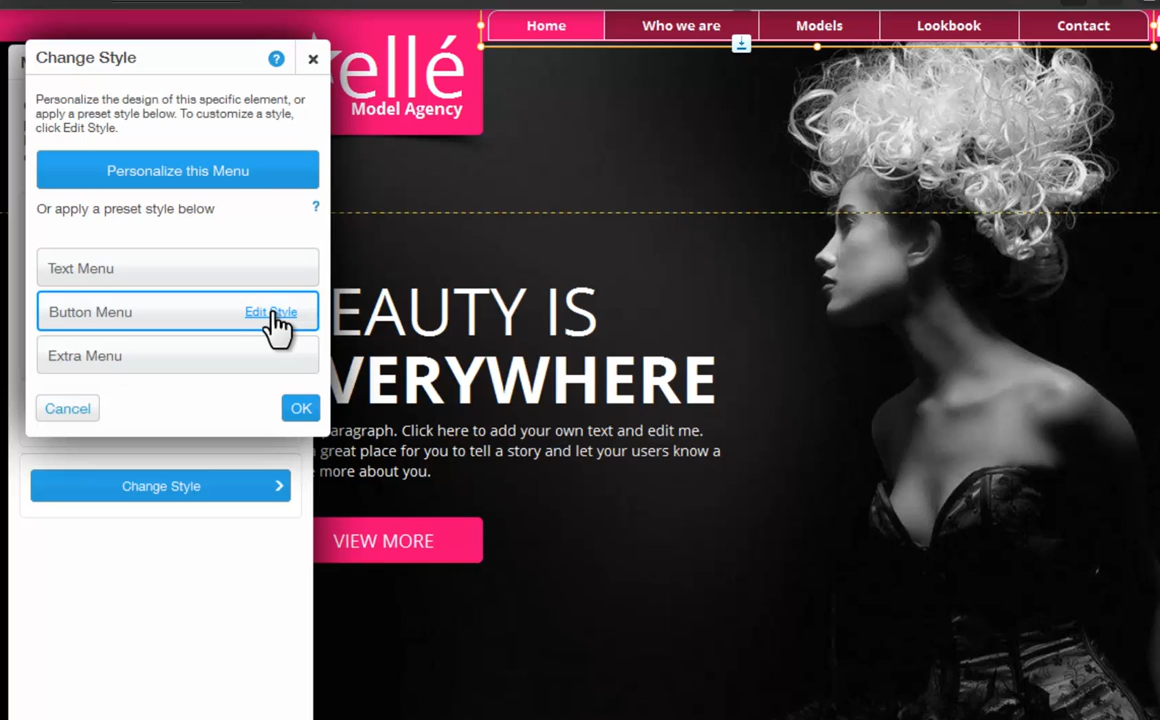 Home
Who we are
Models
Lookbook
Contact
Change Style
?
Personalize the design of this specific element, or
apply a preset style below. To customize a style,
click Edit Style.
Personalize this Menu
Or apply a preset style below
?
Text Menu
Button Menu
Edit Style
Extra Menu
Cancel
OK
Change Style
ellé
Model Agency
EAUTY IS
VERYWHERE
paragraph. Click here to add your own text and edit me.
great place for you to tell a story and let your users know a
more about you.
VIEW MORE